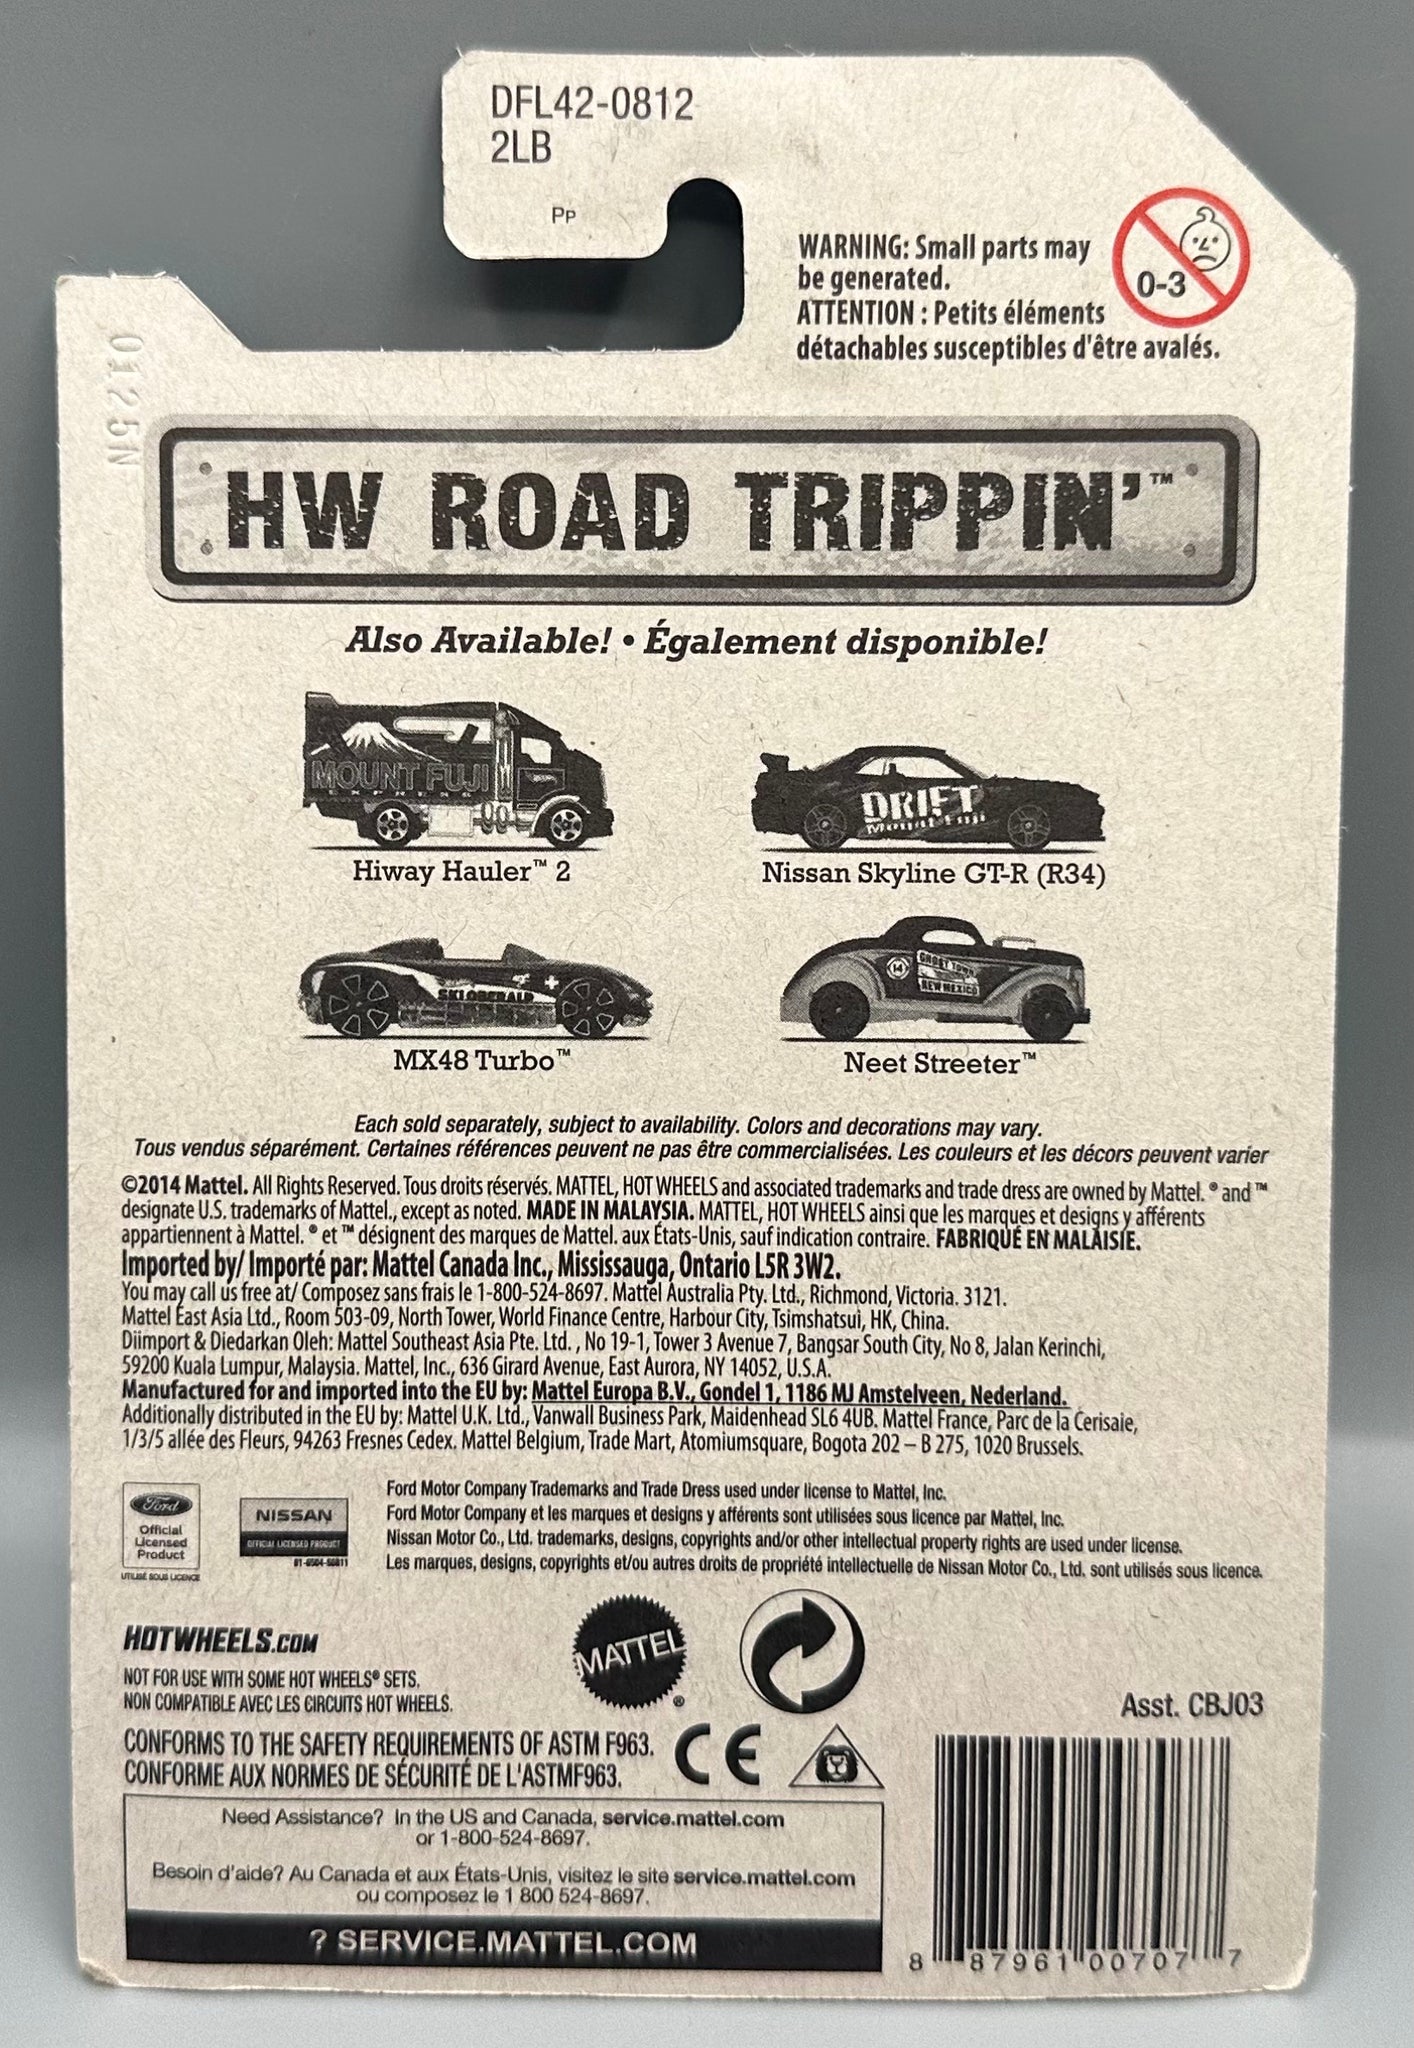 DFL42-0812
2LB
Pp
WARNING: Small parts may
be generated.
ATTENTION : Petits éléments
détachables susceptibles d'être avalés.
0-3
0125N
HW ROAD TRIPPIN'™
Also Available! • Également disponible!
MOUNT FUJI
EXPRESS
Hiway Hauler™ 2
DRIFT
Mount Fuji
Nissan Skyline GT-R (R34)
SKI OBERALP
MX48 Turbo™
14
GHOST TOWN
NEW MEXICO
Neet Streeter™
Each sold separately, subject to availability. Colors and decorations may vary.
Tous vendus séparément. Certaines références peuvent ne pas être commercialisées. Les couleurs et les décors peuvent varier
©2014 Mattel. All Rights Reserved. Tous droits réservés. MATTEL, HOT WHEELS and associated trademarks and trade dress are owned by Mattel. ® and ™
designate U.S. trademarks of Mattel., except as noted. MADE IN MALAYSIA. MATTEL, HOT WHEELS ainsi que les marques et designs y afférents
appartiennent à Mattel. ® et ™ désignent des marques de Mattel. aux États-Unis, sauf indication contraire. FABRIQUÉ EN MALAISIE.
Imported by/ Importé par: Mattel Canada Inc., Mississauga, Ontario L5R 3W2.
You may call us free at/ Composez sans frais le 1-800-524-8697. Mattel Australia Pty. Ltd., Richmond, Victoria. 3121.
Mattel East Asia Ltd., Room 503-09, North Tower, World Finance Centre, Harbour City, Tsimshatsui, HK, China.
Diimport & Diedarkan Oleh: Mattel Southeast Asia Pte. Ltd. , No 19-1, Tower 3 Avenue 7, Bangsar South City, No 8, Jalan Kerinchi,
59200 Kuala Lumpur, Malaysia. Mattel, Inc., 636 Girard Avenue, East Aurora, NY 14052, U.S.A.
Manufactured for and imported into the EU by: Mattel Europa B.V., Gondel 1, 1186 MJ Amstelveen, Nederland.
Additionally distributed in the EU by: Mattel U.K. Ltd., Vanwall Business Park, Maidenhead SL6 4UB. Mattel France, Parc de la Cerisaie,
1/3/5 allée des Fleurs, 94263 Fresnes Cedex. Mattel Belgium, Trade Mart, Atomiumsquare, Bogota 202 – B 275, 1020 Brussels.
Ford
Official
Licensed
Product
UTILISÉ SOUS LICENCE
NISSAN
OFFICIAL LICENSED PRODUCT
Ford Motor Company Trademarks and Trade Dress used under license to Mattel, Inc.
Ford Motor Company et les marques et designs y afférents sont utilisées sous licence par Mattel, Inc.
Nissan Motor Co., Ltd. trademarks, designs, copyrights and/or other intellectual property rights are used under license.
Les marques, designs, copyrights et/ou autres droits de propriété intellectuelle de Nissan Motor Co., Ltd. sont utilisés sous licence.
HOTWHEELS.COM
NOT FOR USE WITH SOME HOT WHEELS® SETS.
NON COMPATIBLE AVEC LES CIRCUITS HOT WHEELS.
MATTEL®
CONFORMS TO THE SAFETY REQUIREMENTS OF ASTM F963.
CONFORME AUX NORMES DE SÉCURITÉ DE L'ASTMF963.
CE
Asst. CBJ03
Need Assistance? In the US and Canada, service.mattel.com
or 1-800-524-8697.
Besoin d'aide? Au Canada et aux États-Unis, visitez le site service.mattel.com
ou composez le 1 800 524-8697.
? SERVICE.MATTEL.COM
8 87961 00707 7